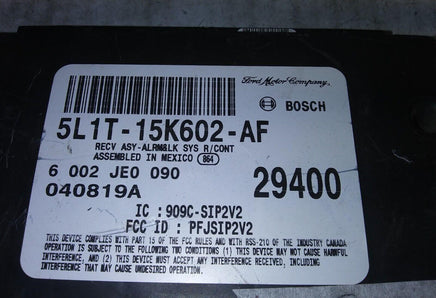 Ford Motor Company,
BOSCH
5L1T-15K602-AF
RECV ASY-ALRM&LK SYS R/CONT
ASSEMBLED IN MEXICO 864
6 002 JE0 090
040819A
29400
IC : 909C-SIP2V2
FCC ID : PFJSIP2V2
THIS DEVICE COMPLIES WITH PART 15 OF THE FCC RULES AND WITH RSS-210 OF THE INDUSTRY CANADA
OPERATION IS SUBJECT TO THE FOLLOWING TWO CONDITIONS (1) THIS DEVICE MAY NOT CAUSE HARMFUL
INTERFERENCE, AND (2) THIS DEVICE MUST ACCEPT ANY INTERFERENCE RECEIVED, INCLUDING
INTERFERENCE THAT MAY CAUSE UNDESIRED OPERATION.